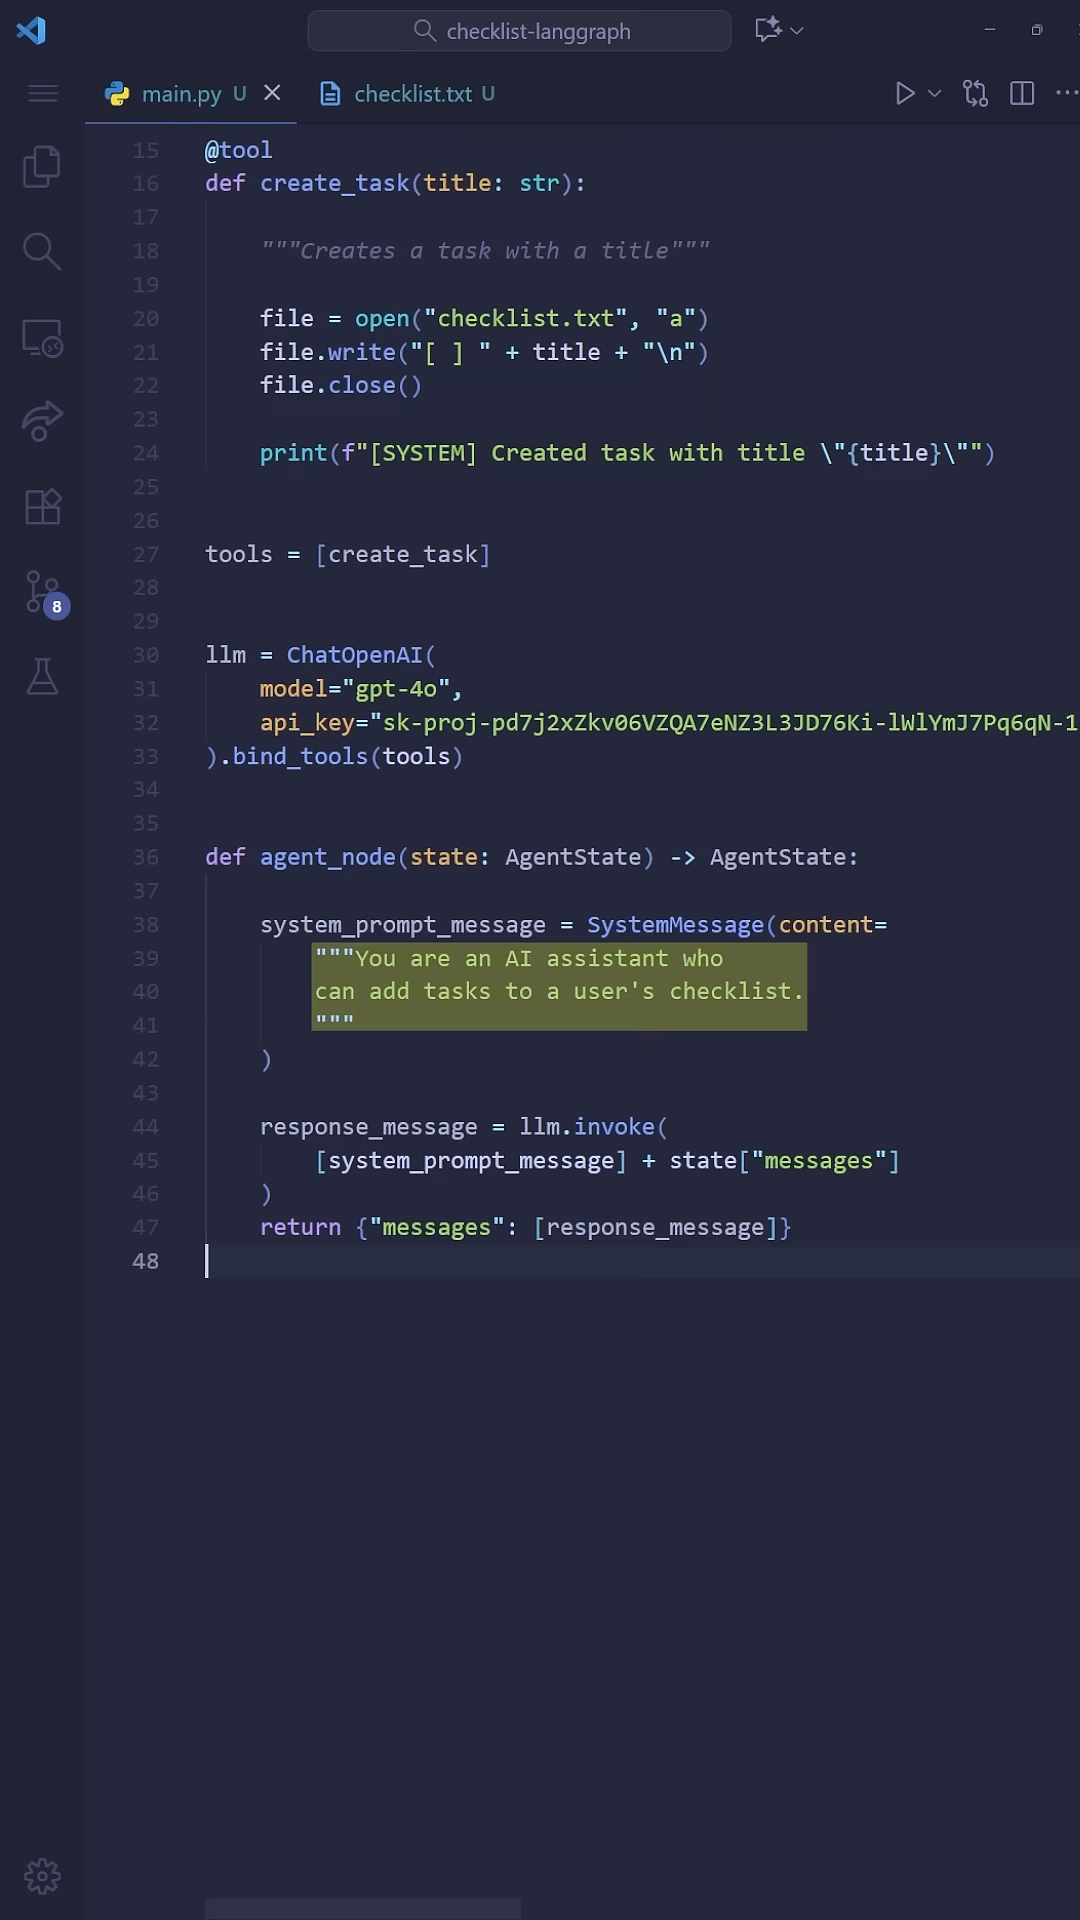 checklist-langgraph
main.py U
checklist.txt U
15 @tool
16 def create_task(title: str):
17
18 """Creates a task with a title"""
19
20 file = open("checklist.txt", "a")
21 file.write("[ ] " + title + "\n")
22 file.close()
23
24 print(f"[SYSTEM] Created task with title \"{title}\"")
25
26
27 tools = [create_task]
28
29
30 llm = ChatOpenAI(
31 model="gpt-4o",
32 api_key="sk-proj-pd7j2xZkv06VZQA7eNZ3L3JD76Ki-lWlYmJ7Pq6qN-1
33 ).bind_tools(tools)
34
35
36 def agent_node(state: AgentState) -> AgentState:
37
38 system_prompt_message = SystemMessage(content=
39 """You are an AI assistant who
40 can add tasks to a user's checklist.
41 """
42 )
43
44 response_message = llm.invoke(
45 [system_prompt_message] + state["messages"]
46 )
47 return {"messages": [response_message]}
48
8